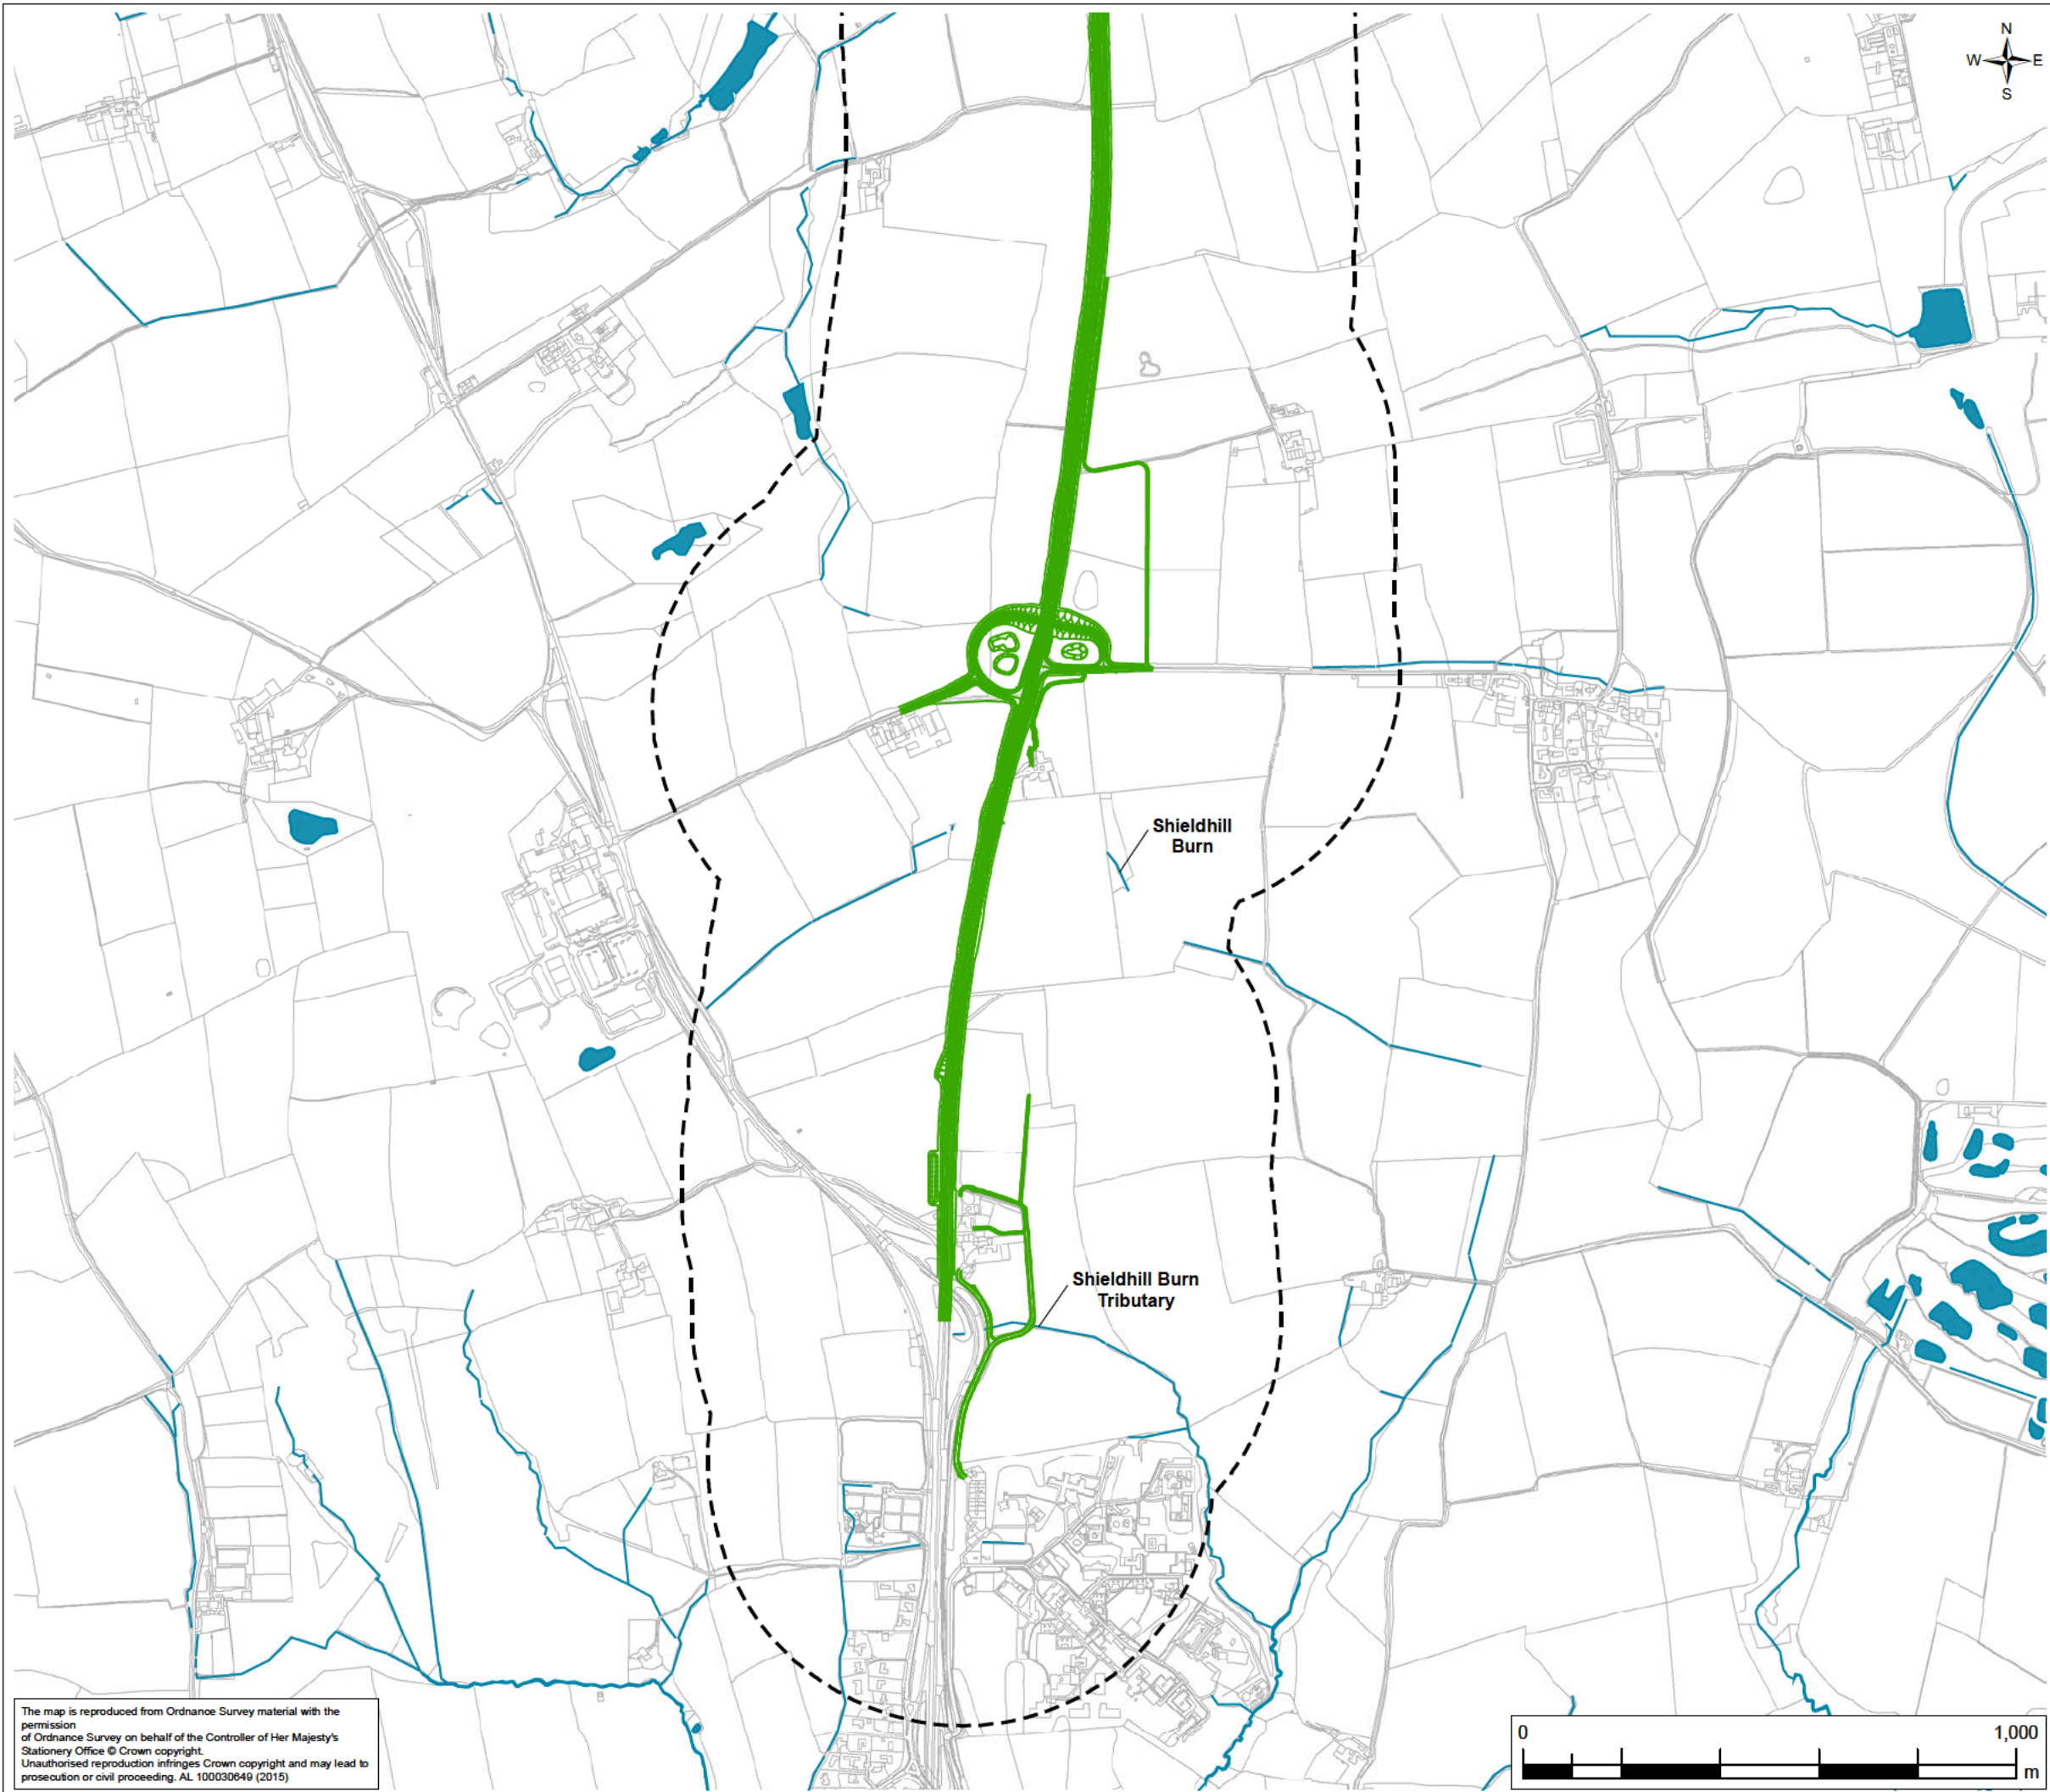 N
W E
S
Shieldhill
Burn
Shieldhill Burn
Tributary
The map is reproduced from Ordnance Survey material with the
permission
of Ordnance Survey on behalf of the Controller of Her Majesty's
Stationery Office © Crown copyright.
Unauthorised reproduction infringes Crown copyright and may lead to
prosecution or civil proceeding. AL 100030649 (2015)
0 1,000
m